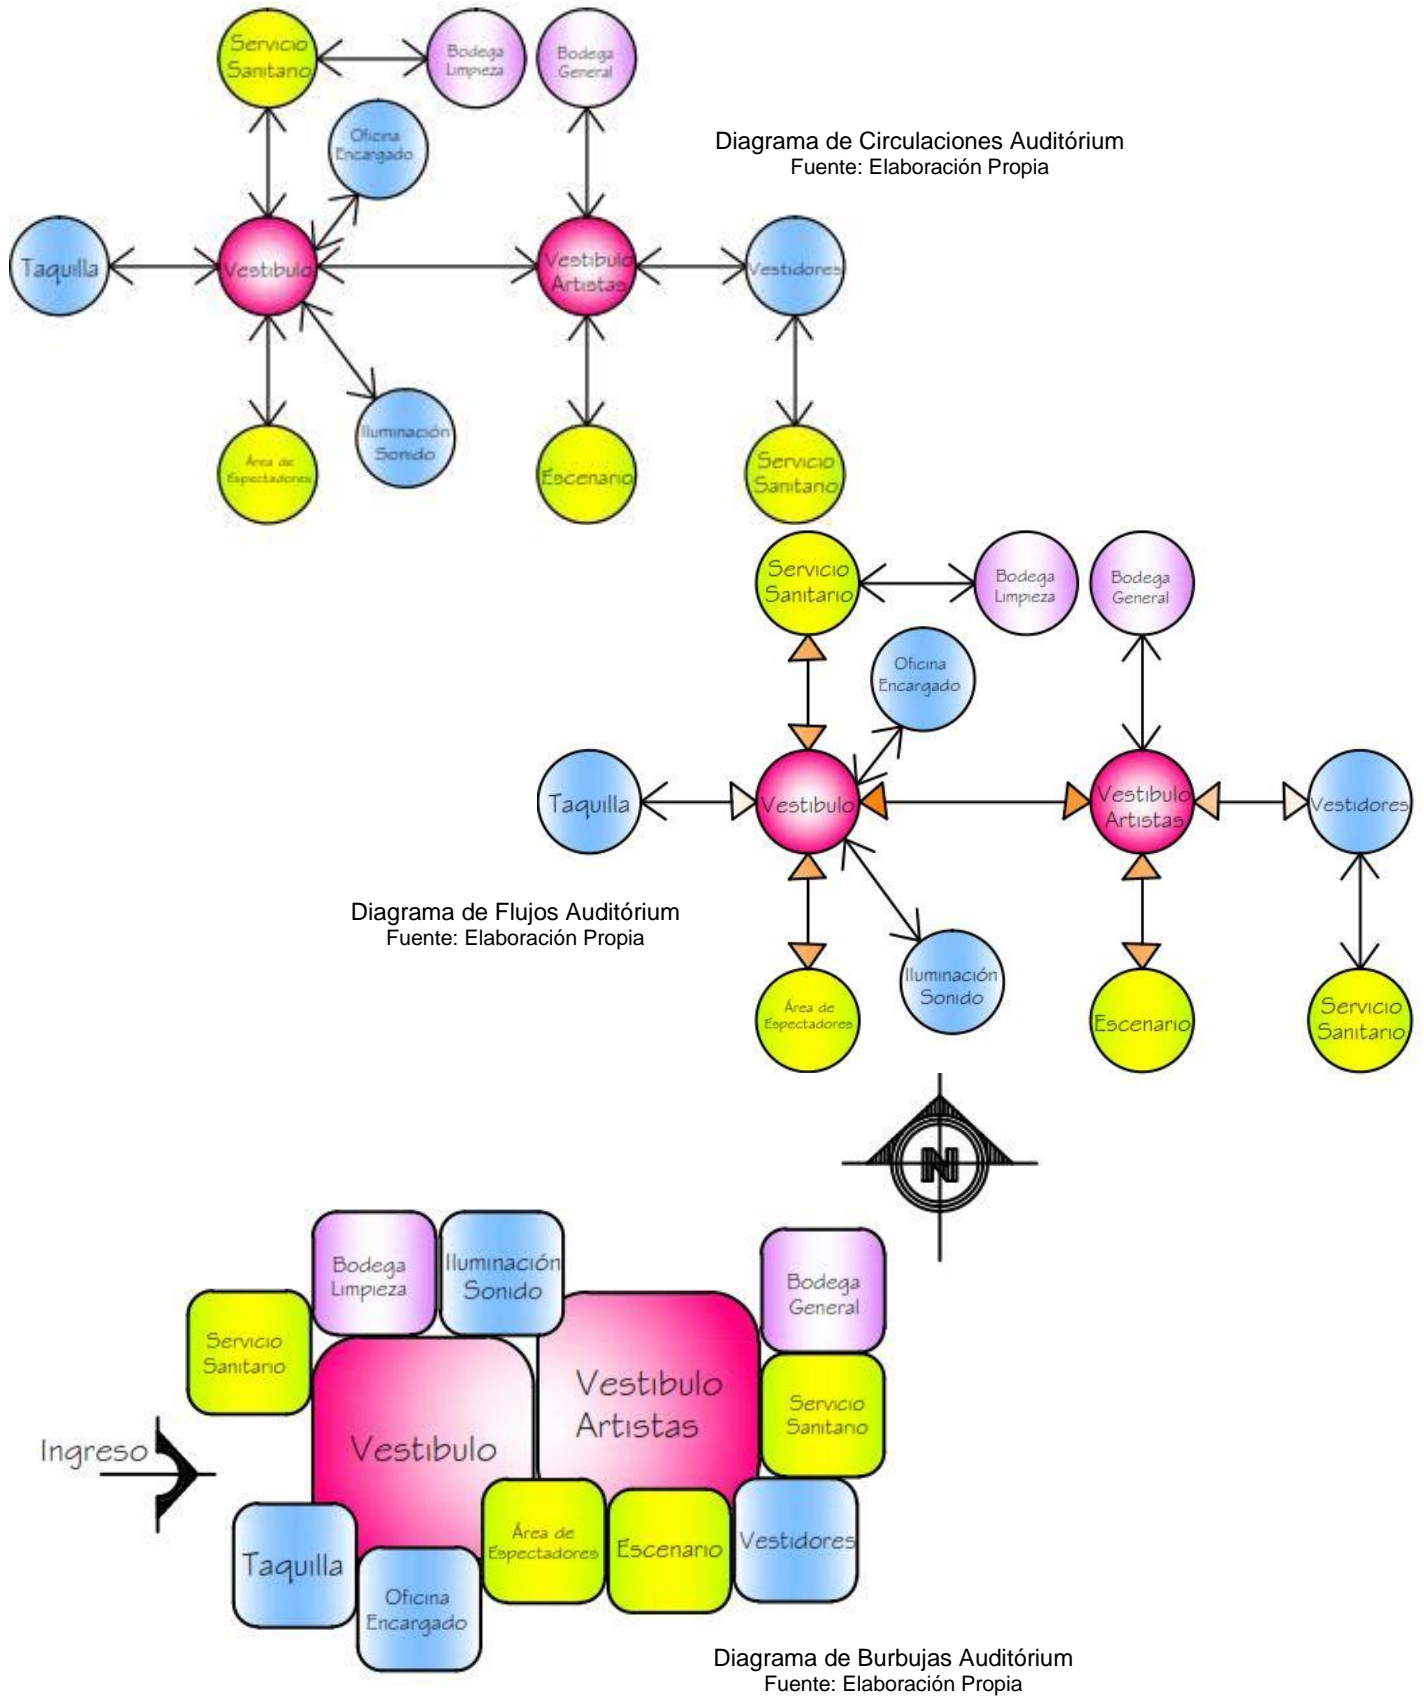 Servicio
Sanitario
Bodega
Limpieza
Bodega
General
Oficina
Encargado
Diagrama de Circulaciones Auditórium
Fuente: Elaboración Propia
Taquilla
Vestibulo
Vestibulo
Artistas
Vestidores
Iluminación
Sonido
Área de
Espectadores
Escenario
Servicio
Sanitario
Servicio
Sanitario
Bodega
Limpieza
Bodega
General
Oficina
Encargado
Taquilla
Vestibulo
Vestibulo
Artistas
Vestidores
Diagrama de Flujos Auditórium
Fuente: Elaboración Propia
Iluminación
Sonido
Área de
Espectadores
Escenario
Servicio
Sanitario
N
Bodega
Limpieza
Iluminación
Sonido
Bodega
General
Servicio
Sanitario
Vestibulo
Artistas
Servicio
Sanitario
Ingreso
Vestibulo
Taquilla
Oficina
Encargado
Área de
Espectadores
Escenario
Vestidores
Diagrama de Burbujas Auditórium
Fuente: Elaboración Propia